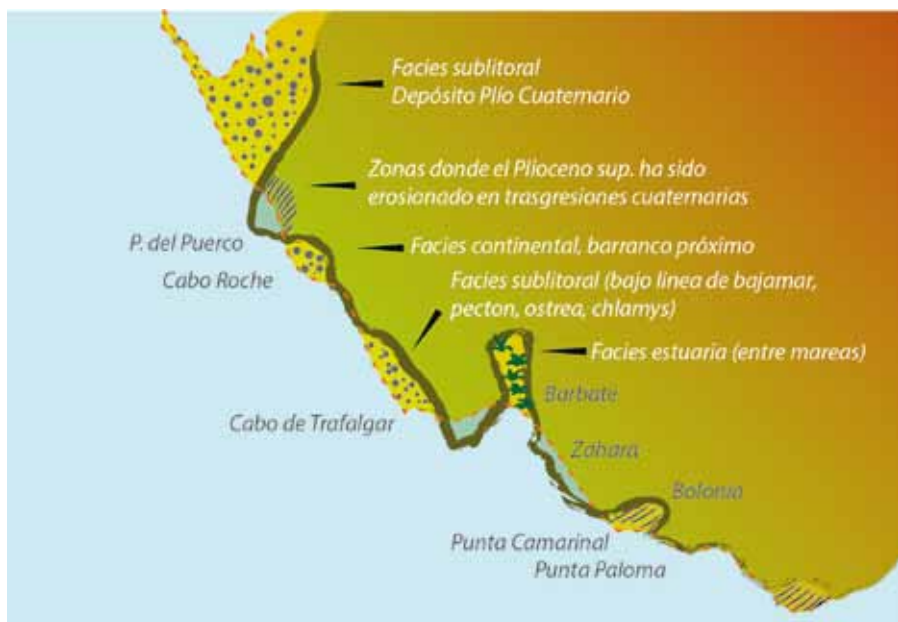 Facies sublitoral
Depósito Plio Cuaternario
Zonas donde el Plioceno sup. ha sido
erosionado en trasgresiones cuaternarias
P. del Puerco
Facies continental, barranco próximo
Cabo Roche
Facies sublitoral (bajo linea de bajamar,
pecton, ostrea, chlamys)
Facies estuaria (entre mareas)
Barbate
Cabo de Trafalgar
Zahara
Bolonia
Punta Camarinal
Punta Paloma